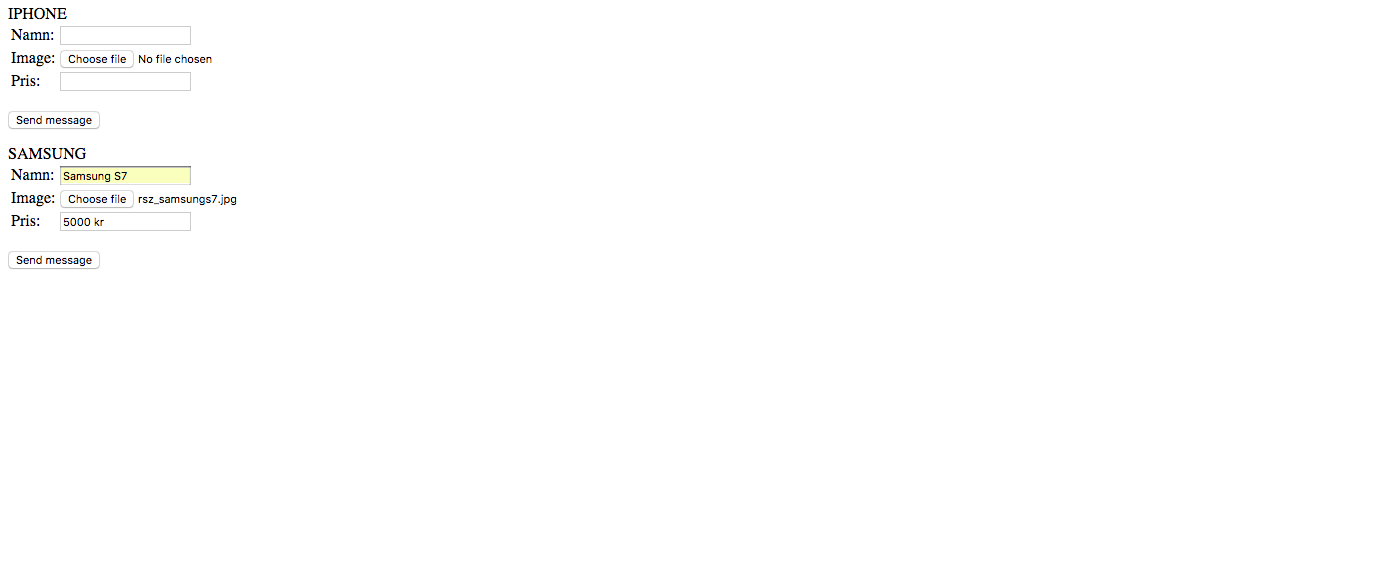 IPHONE
Namn:
Image: Choose file No file chosen
Pris:
Send message
SAMSUNG
Namn: Samsung S7
Image: Choose file rsz_samsungs7.jpg
Pris: 5000 kr
Send message